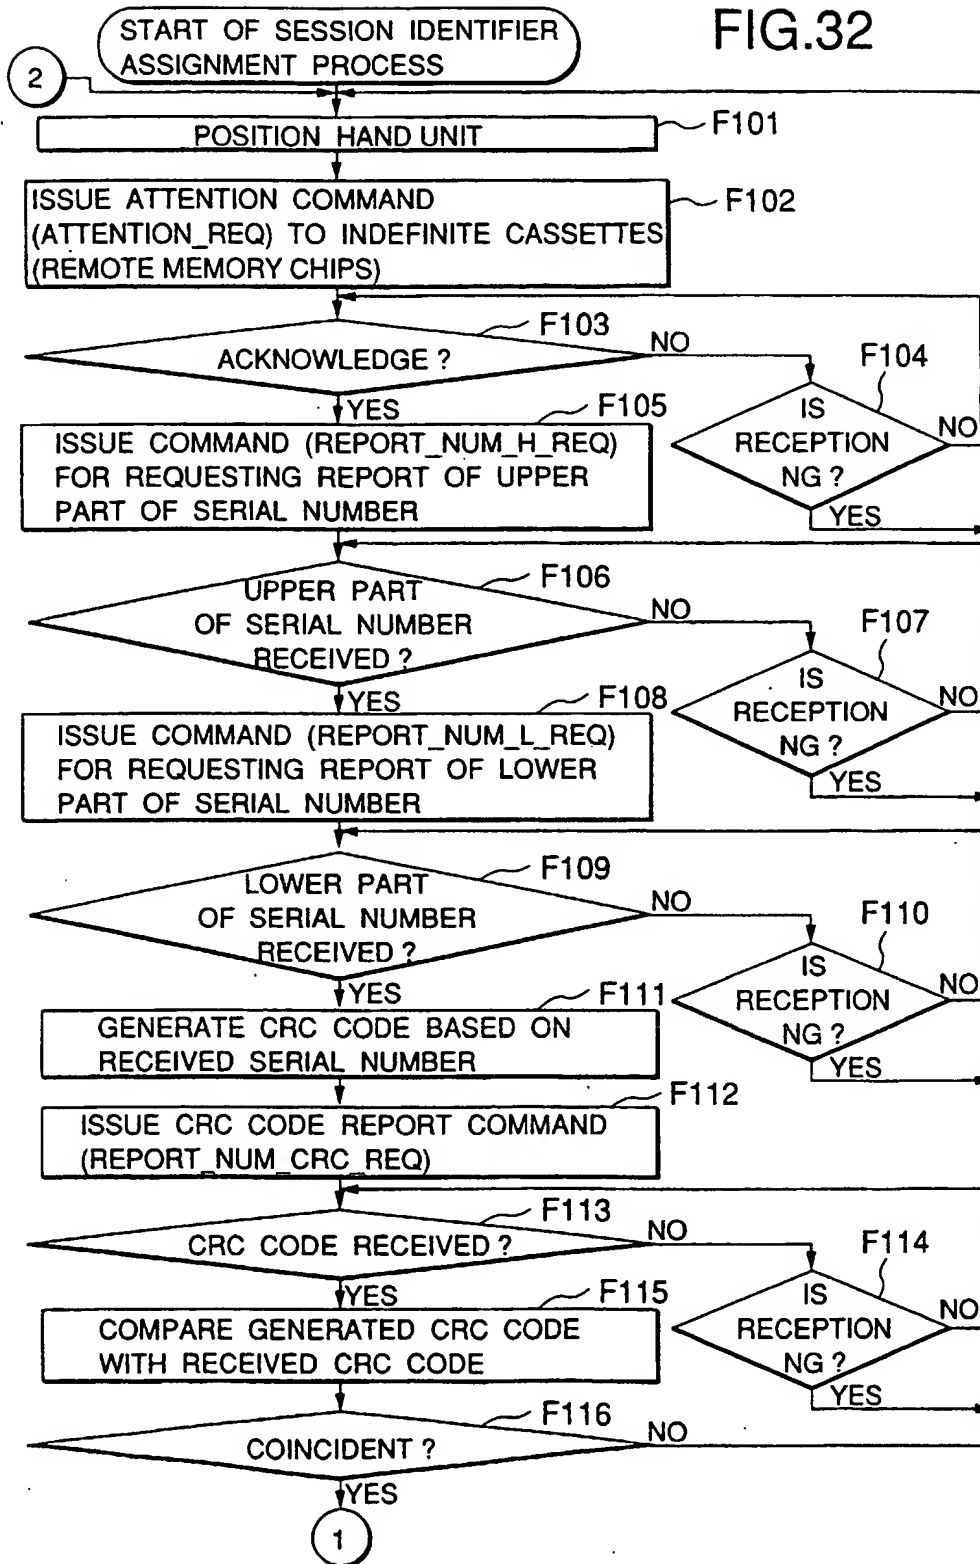 FIG.32
START OF SESSION IDENTIFIER
ASSIGNMENT PROCESS
2
POSITION HAND UNIT
F101
ISSUE ATTENTION COMMAND
(ATTENTION_REQ) TO INDEFINITE CASSETTES
(REMOTE MEMORY CHIPS)
F102
ACKNOWLEDGE ?
F103
NO
YES
F104
IS
RECEPTION
NG ?
NO
YES
F105
ISSUE COMMAND (REPORT_NUM_H_REQ)
FOR REQUESTING REPORT OF UPPER
PART OF SERIAL NUMBER
F106
UPPER PART
OF SERIAL NUMBER
RECEIVED ?
NO
YES
F107
IS
RECEPTION
NG ?
NO
YES
F108
ISSUE COMMAND (REPORT_NUM_L_REQ)
FOR REQUESTING REPORT OF LOWER
PART OF SERIAL NUMBER
F109
LOWER PART
OF SERIAL NUMBER
RECEIVED ?
NO
YES
F110
IS
RECEPTION
NG ?
NO
YES
F111
GENERATE CRC CODE BASED ON
RECEIVED SERIAL NUMBER
F112
ISSUE CRC CODE REPORT COMMAND
(REPORT_NUM_CRC_REQ)
F113
CRC CODE RECEIVED ?
NO
YES
F114
IS
RECEPTION
NG ?
NO
YES
F115
COMPARE GENERATED CRC CODE
WITH RECEIVED CRC CODE
F116
COINCIDENT ?
NO
YES
1